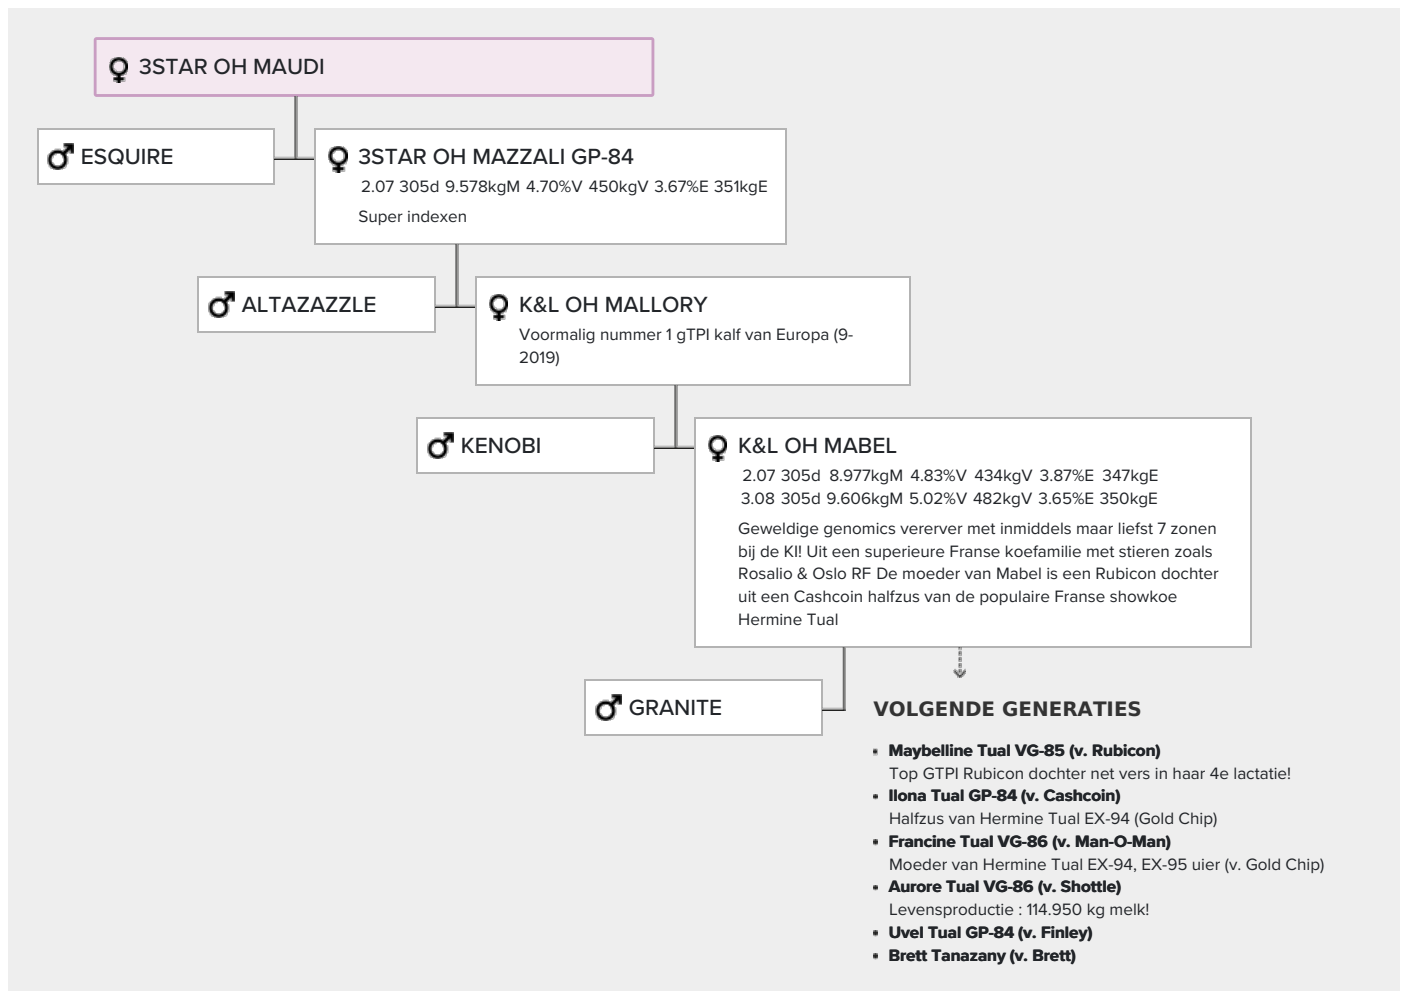 3STAR OH MAUDI
ESQUIRE
3STAR OH MAZZALI GP-84
2.07 305d 9.578kgM 4.70%V 450kgV 3.67%E 351kgE
Super indexen
ALTAZAZZLE
K&L OH MALLORY
Voormalig nummer 1 gTPI kalf van Europa (9-
2019)
KENOBI
K&L OH MABEL
2.07 305d 8.977kgM 4.83%V 434kgV 3.87%E 347kgE
3.08 305d 9.606kgM 5.02%V 482kgV 3.65%E 350kgE
Geweldige genomics vererver met inmiddels maar liefst 7 zonen
bij de KI! Uit een superieure Franse koefamilie met stieren zoals
Rosalio & Oslo RF De moeder van Mabel is een Rubicon dochter
uit een Cashcoin halfzus van de populaire Franse showkoe
Hermine Tual
GRANITE
VOLGENDE GENERATIES
Maybelline Tual VG-85 (v. Rubicon)
Top GTPI Rubicon dochter net vers in haar 4e lactatie!
Ilona Tual GP-84 (v. Cashcoin)
Halfzus van Hermine Tual EX-94 (Gold Chip)
Francine Tual VG-86 (v. Man-O-Man)
Moeder van Hermine Tual EX-94, EX-95 uier (v. Gold Chip)
Aurore Tual VG-86 (v. Shottle)
Levensproductie : 114.950 kg melk!
Uvel Tual GP-84 (v. Finley)
Brett Tanazany (v. Brett)